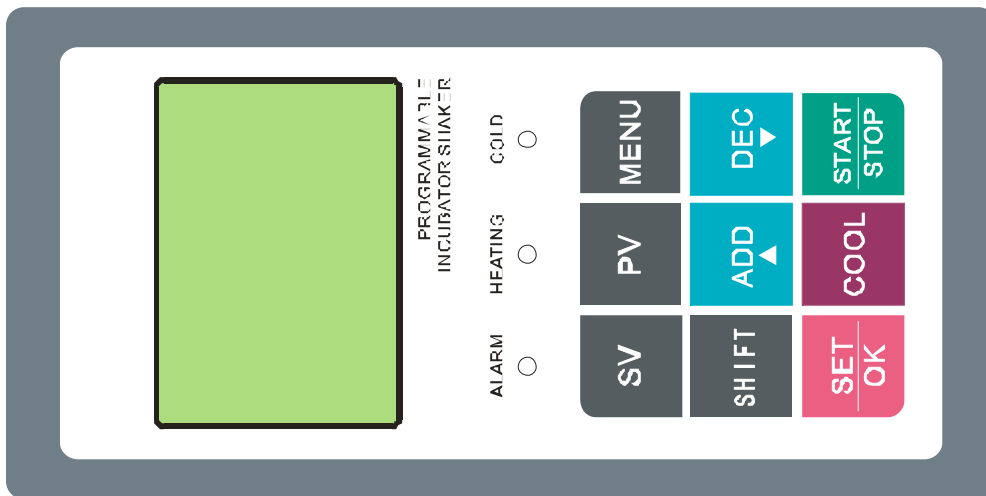 PROGRAMMABLE
INCUBATOR SHAKER
ALARM HEATING COLD
SV PV MENU
SHIFT ADD DEC
SET COOL START
OK STOP